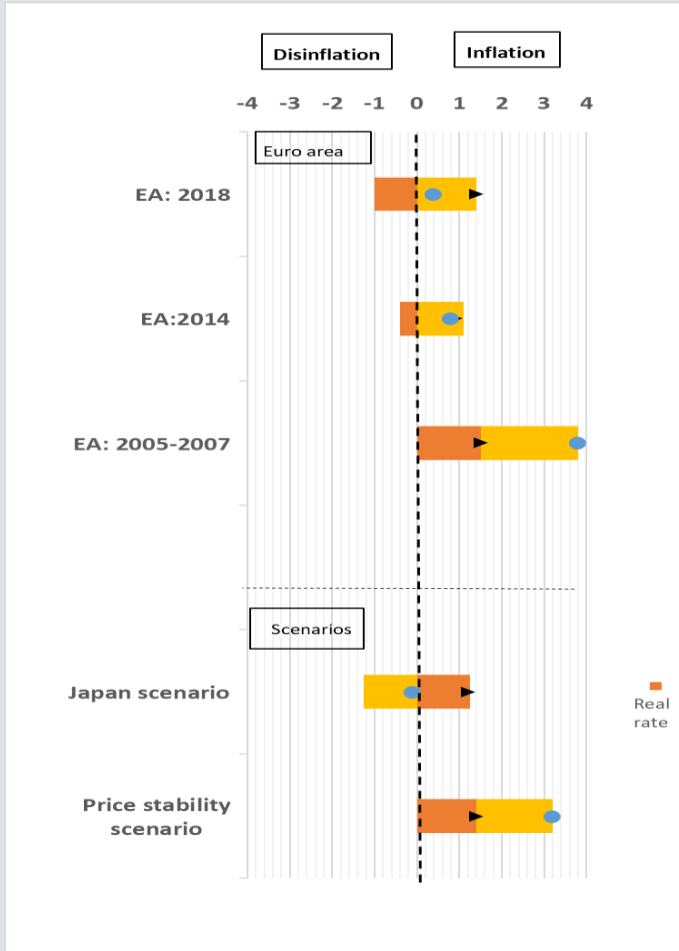 Disinflation
Inflation
-4 -3 -2 -1 0 1 2 3 4
Euro area
EA: 2018
EA:2014
EA: 2005-2007
Scenarios
Japan scenario
Real
rate
Price stability
scenario